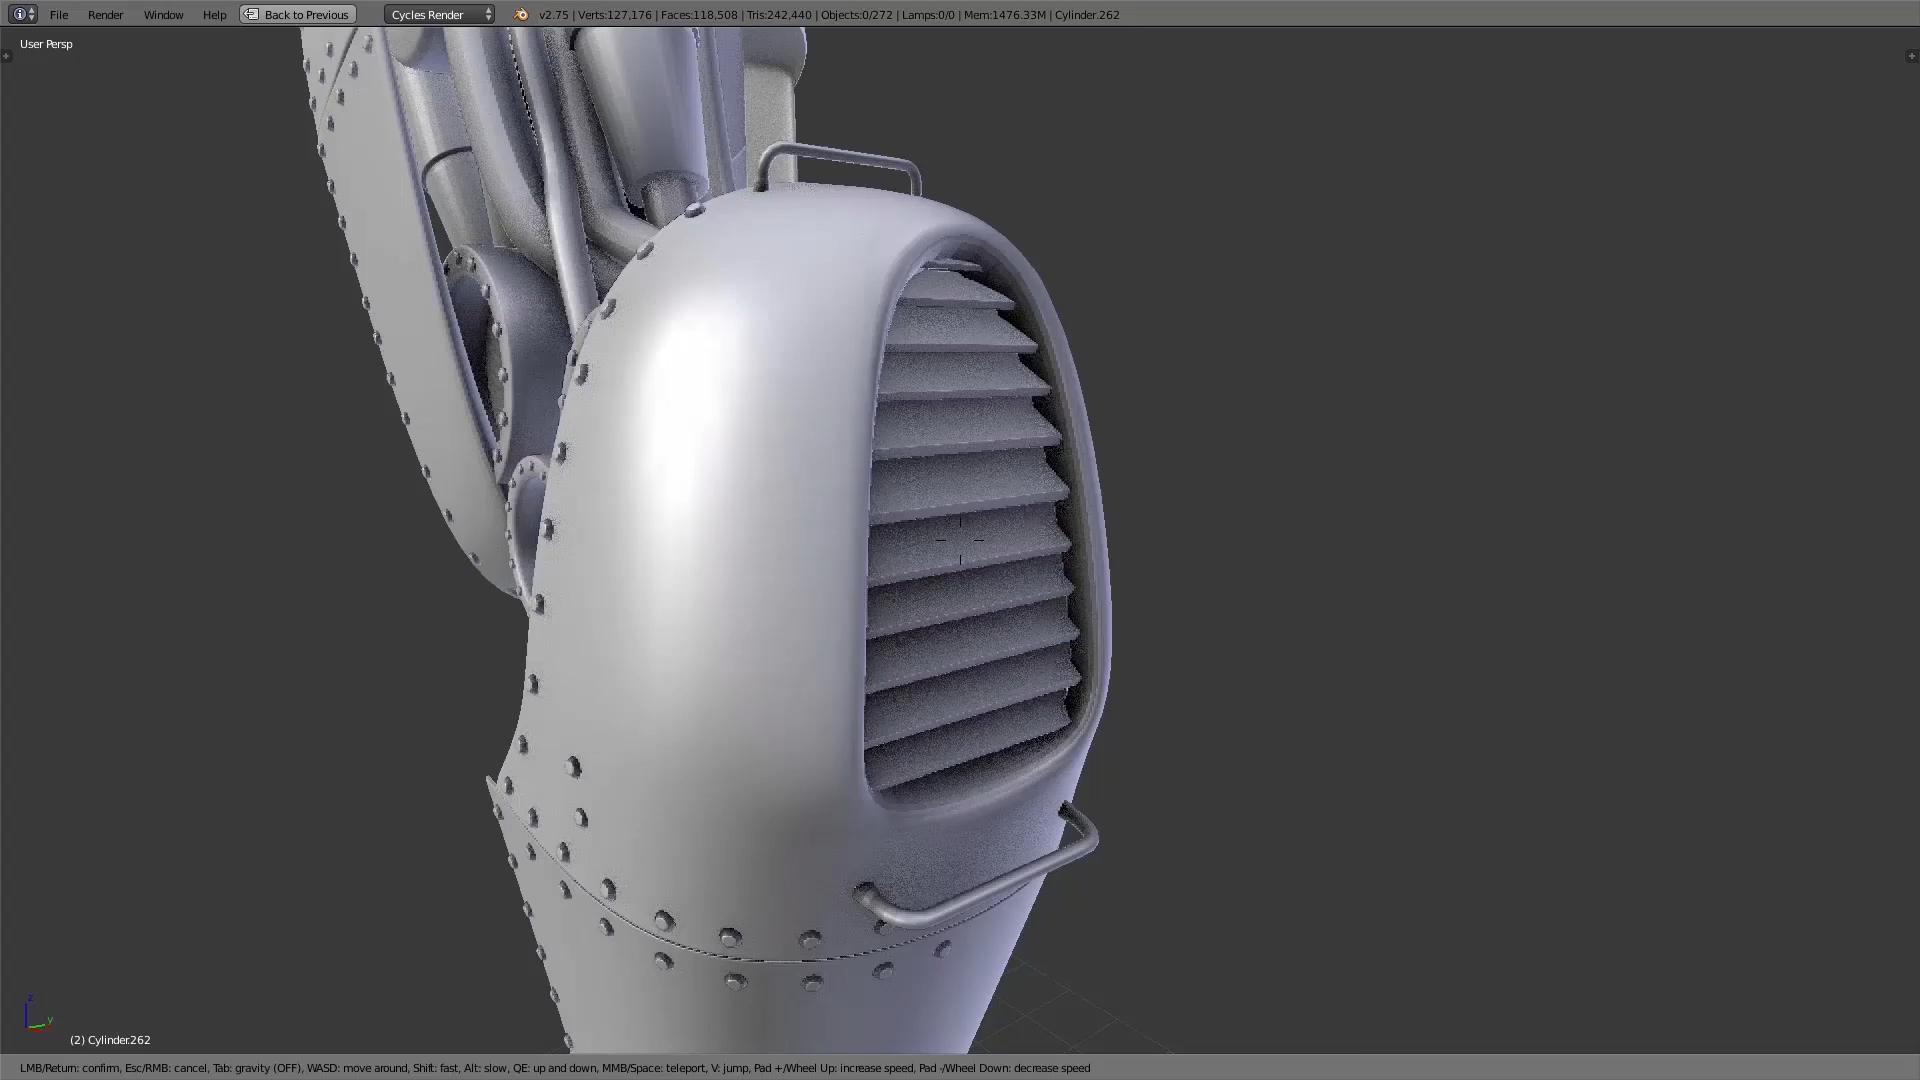 File Render Window Help Back to Previous Cycles Render v2.75 | Verts:127,176 | Faces:118,508 | Tris:242,440 | Objects:0/272 | Lamps:0/0 | Mem:1476.33M | Cylinder.262
User Persp
z
y
(2) Cylinder.262
LMB/Return: confirm, Esc/RMB: cancel, Tab: gravity (OFF), WASD: move around, Shift: fast, Alt: slow, QE: up and down, MMB/Space: teleport, V: jump, Pad +/Wheel Up: increase speed, Pad -/Wheel Down: decrease speed